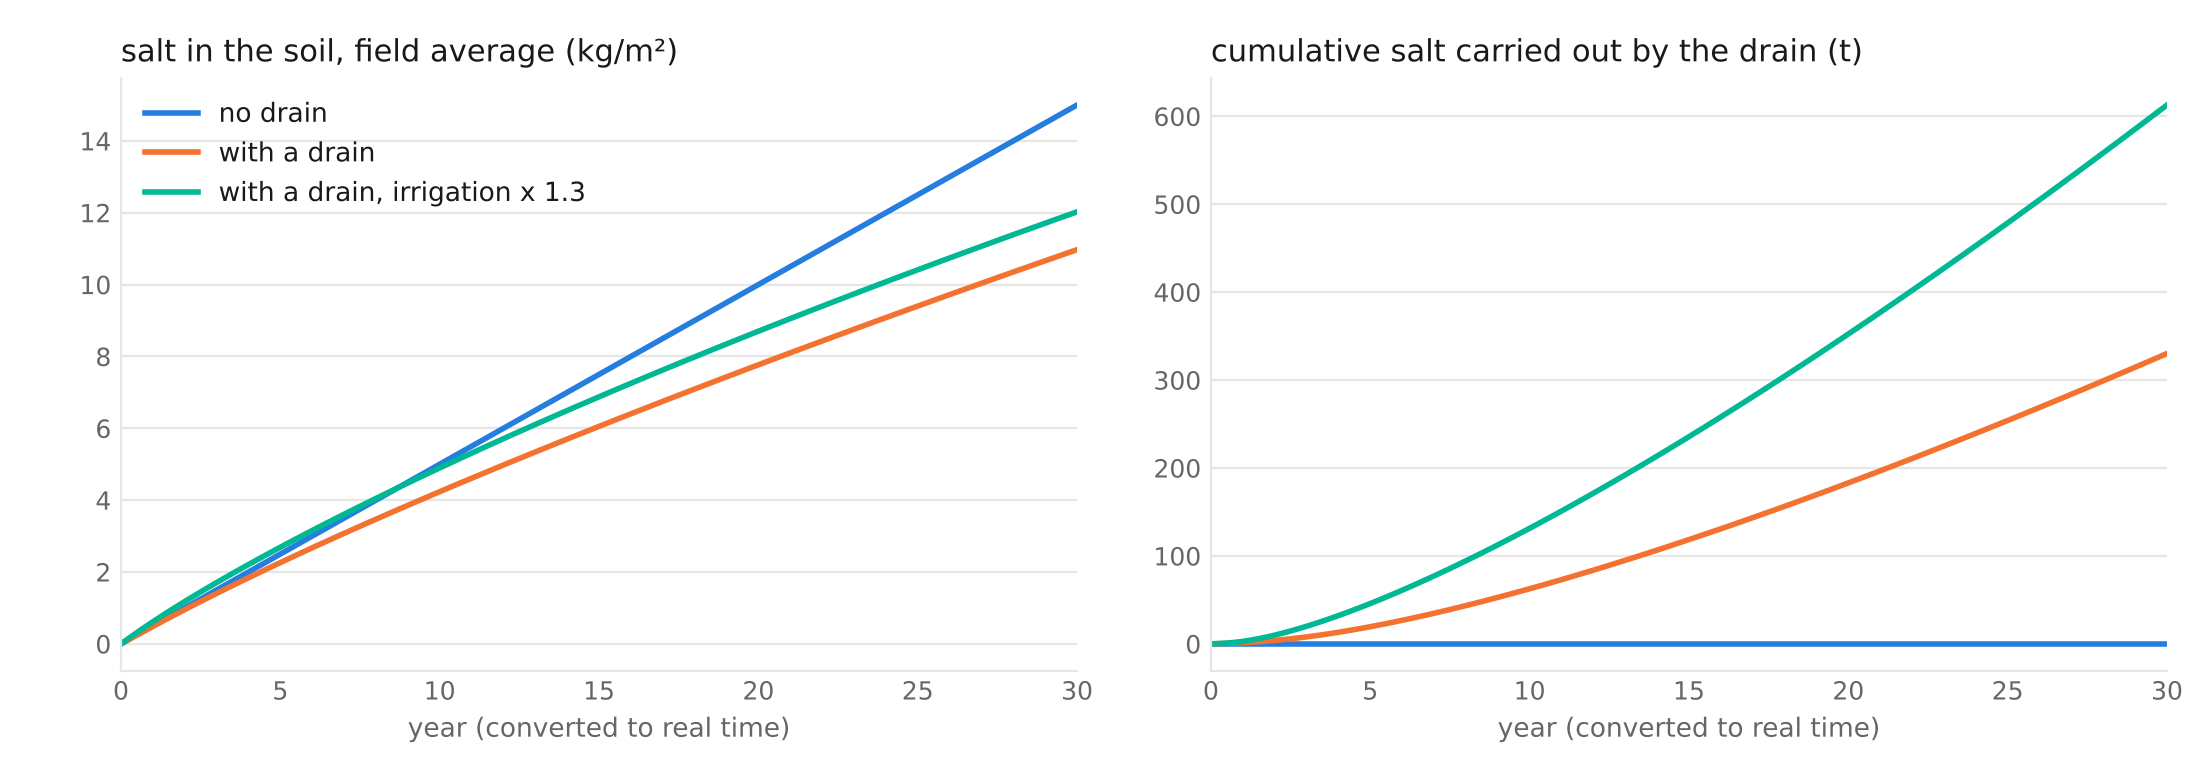 salt in the soil, field average (kg/m²)
no drain
with a drain
with a drain, irrigation x 1.3
14
12
10
8
6
4
2
0
0 5 10 15 20 25 30
year (converted to real time)
cumulative salt carried out by the drain (t)
600
500
400
300
200
100
0
0 5 10 15 20 25 30
year (converted to real time)